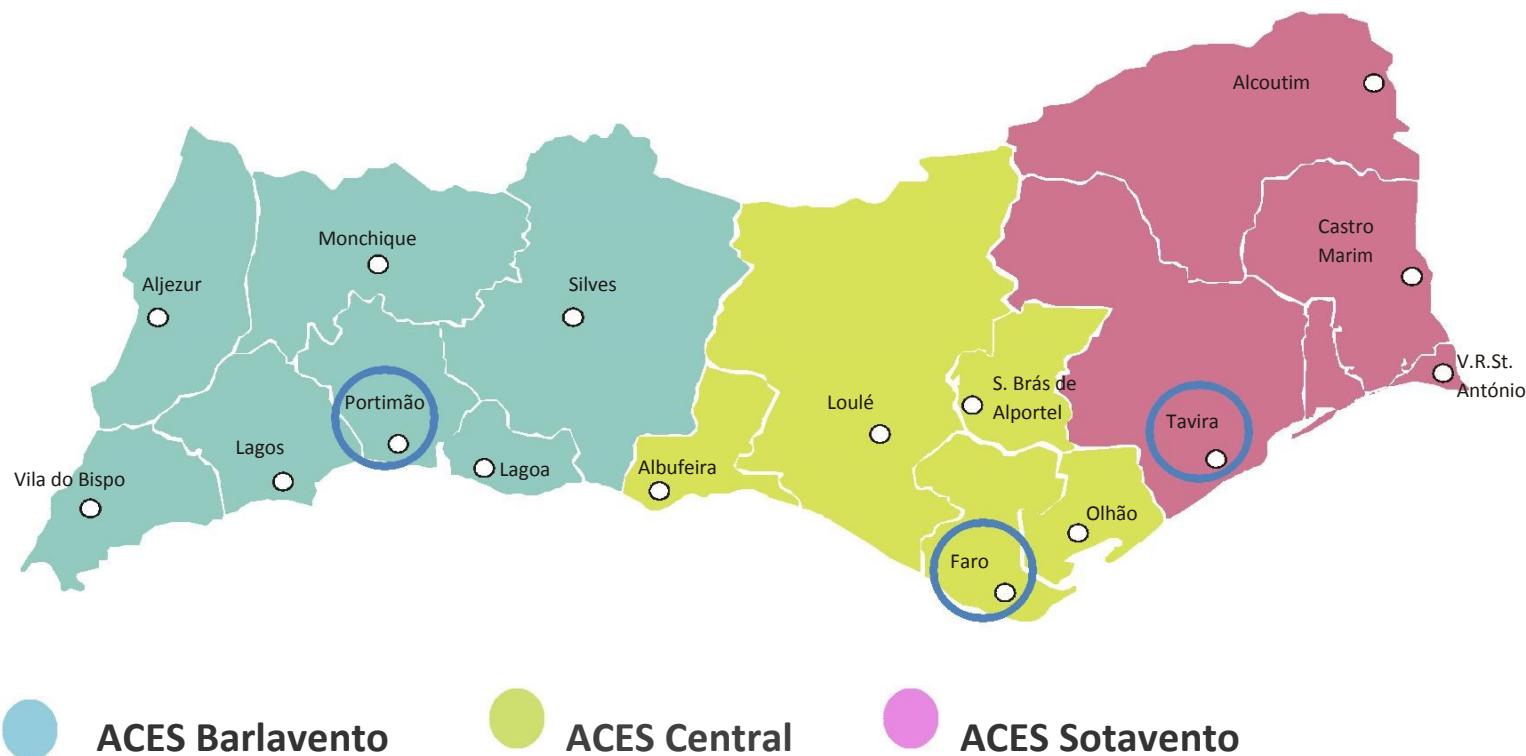 Alcoutim
Castro
Marim
Monchique
Aljezur
Silves
V.R.St.
António
S. Brás de
Alportel
Portimão
Loulé
Tavira
Lagos
Lagoa
Albufeira
Vila do Bispo
Olhão
Faro
ACES Barlavento
ACES Central
ACES Sotavento